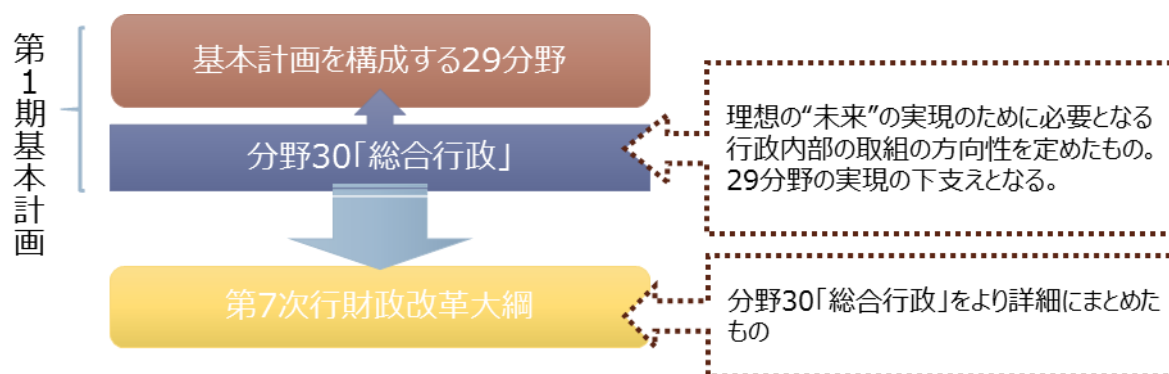 第1期基本計画
基本計画を構成する29分野
分野30「総合行政」
第7次行財政改革大綱
理想の“未来”の実現のために必要となる
行政内部の取組の方向性を定めたもの。
29分野の実現の下支えとなる。
分野30「総合行政」をより詳細にまとめた
もの